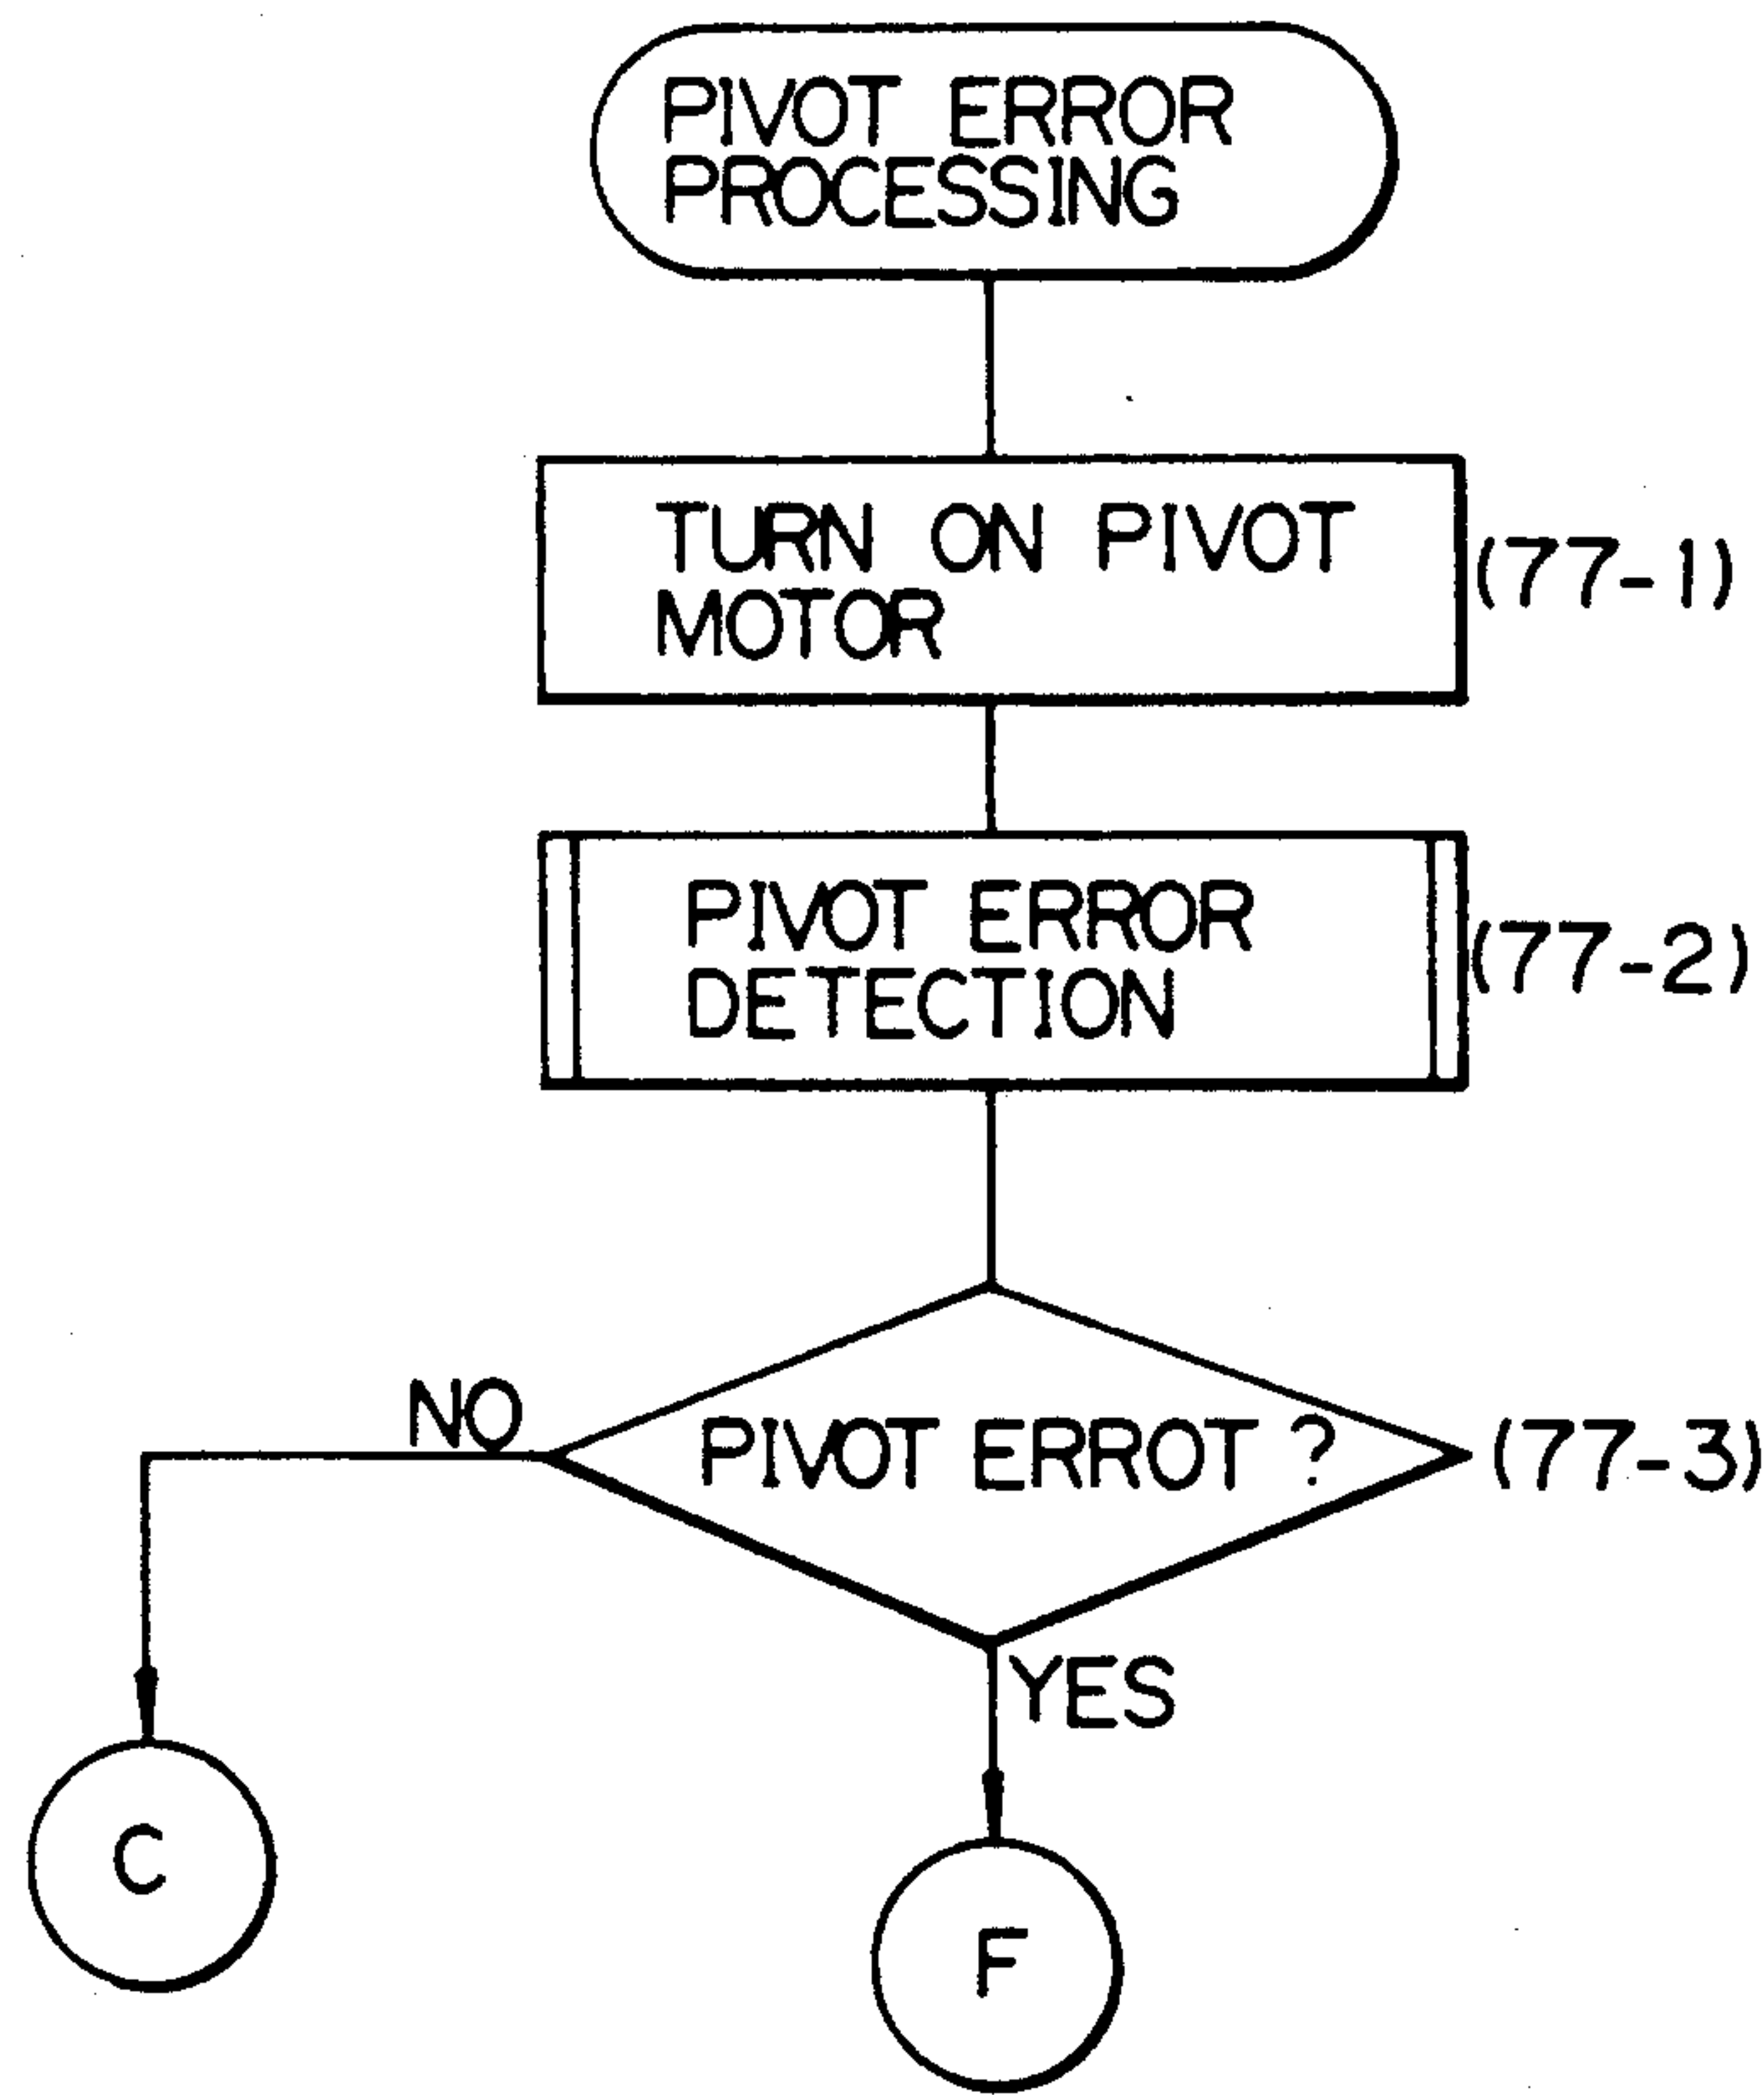 PIVOT ERROR
PROCESSING
TURN ON PIVOT
MOTOR
(77-1)
PIVOT ERROR
DETECTION
(77-2)
NO
PIVOT ERROT ?
(77-3)
YES
C
F